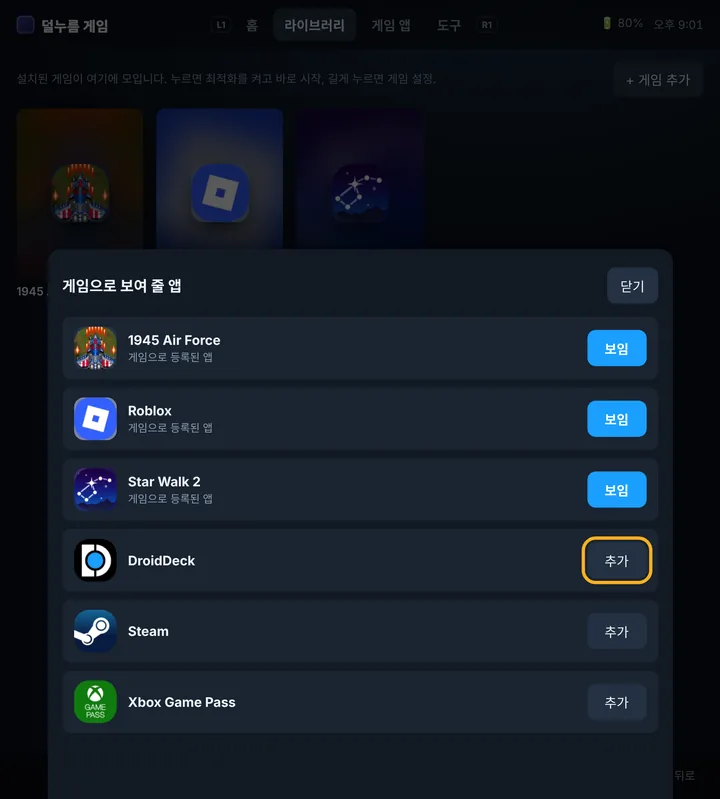 덜누름 게임
L1 홈 라이브러리 게임 앱 도구 R1
80% 오후 9:01
설치된 게임이 여기에 모입니다. 누르면 최적화를 켜고 바로 시작, 길게 누르면 게임 설정.
+ 게임 추가
1945
게임으로 보여 줄 앱
닫기
1945 Air Force
게임으로 등록된 앱
보임
Roblox
게임으로 등록된 앱
보임
Star Walk 2
게임으로 등록된 앱
보임
DroidDeck
추가
Steam
추가
GAME
PASS
Xbox Game Pass
추가
뒤로